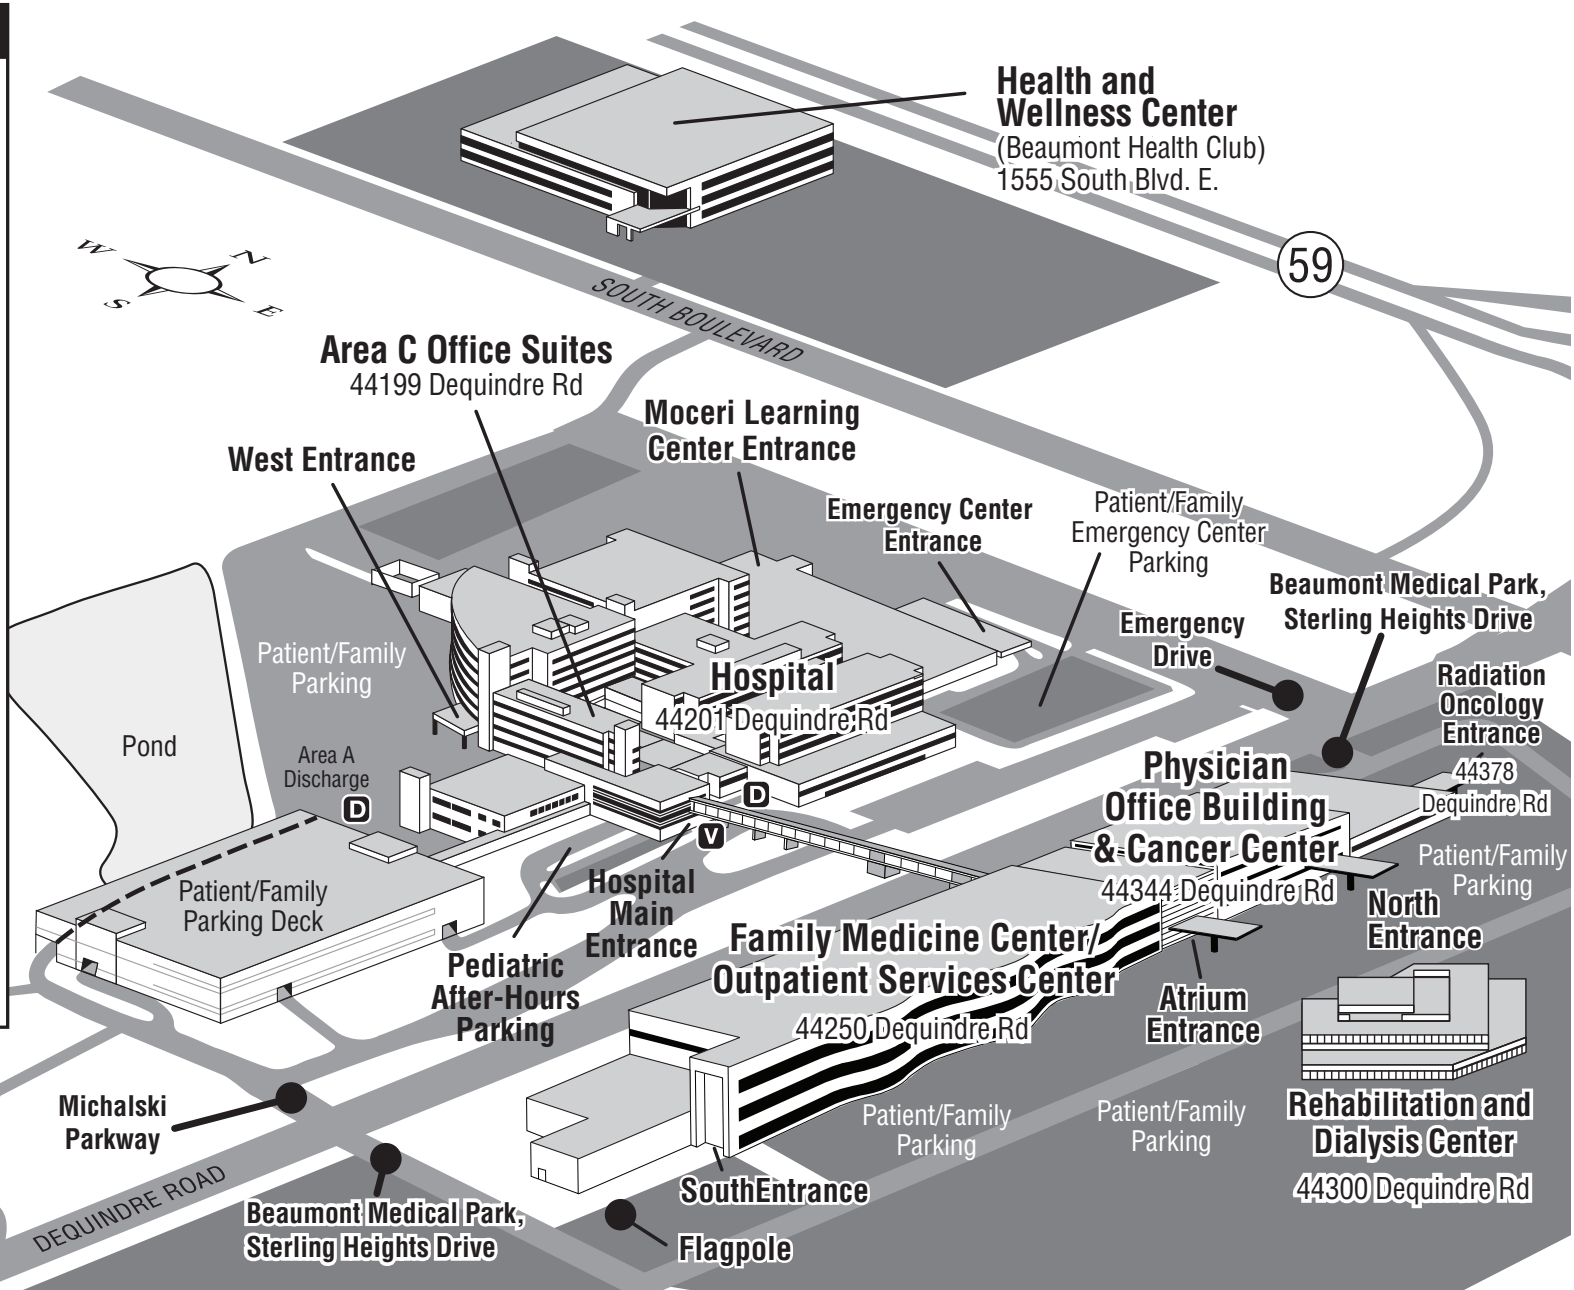 Health and
Wellness Center
(Beaumont Health Club)
1555 South Blvd. E.
59
W
N
S
E
SOUTH BOULEVARD
Area C Office Suites
44199 Dequindre Rd
Moceri Learning
Center Entrance
West Entrance
Emergency Center
Entrance
Patient/Family
Emergency Center
Parking
Beaumont Medical Park,
Sterling Heights Drive
Emergency
Drive
Radiation
Oncology
Entrance
44378
Dequindre Rd
Patient/Family
Parking
Hospital
44201 Dequindre Rd
Pond
Area A
Discharge
D
D
V
Physician
Office Building
& Cancer Center
44344 Dequindre Rd
Patient/Family
Parking
Patient/Family
Parking Deck
Hospital
Main
Entrance
North
Entrance
Family Medicine Center/
Outpatient Services Center
44250 Dequindre Rd
Pediatric
After-Hours
Parking
Atrium
Entrance
Michalski
Parkway
Patient/Family
Parking
Patient/Family
Parking
Rehabilitation and
Dialysis Center
44300 Dequindre Rd
DEQUINDRE ROAD
SouthEntrance
Beaumont Medical Park,
Sterling Heights Drive
Flagpole